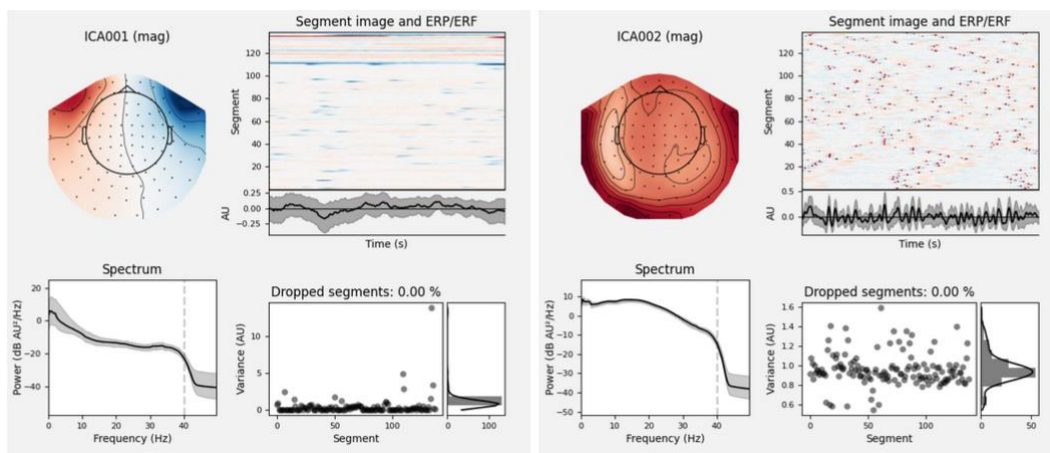 ICA001 (mag)
Segment image and ERP/ERF
Segment
120
100
80
60
40
20
AU
0.25
0.00
−0.25
Time (s)
Spectrum
Power (dB AU²/Hz)
20
0
−20
−40
0 20 40
Frequency (Hz)
Dropped segments: 0.00 %
Variance (AU)
10
5
0
0 50 100
Segment
0 100
ICA002 (mag)
Segment image and ERP/ERF
Segment
120
100
80
60
40
20
AU
0.5
0.0
Time (s)
Spectrum
Power (dB AU²/Hz)
10
0
−10
−20
−30
−40
−50
0 20 40
Frequency (Hz)
Dropped segments: 0.00 %
Variance (AU)
1.6
1.4
1.2
1.0
0.8
0.6
0 50 100
Segment
0 50